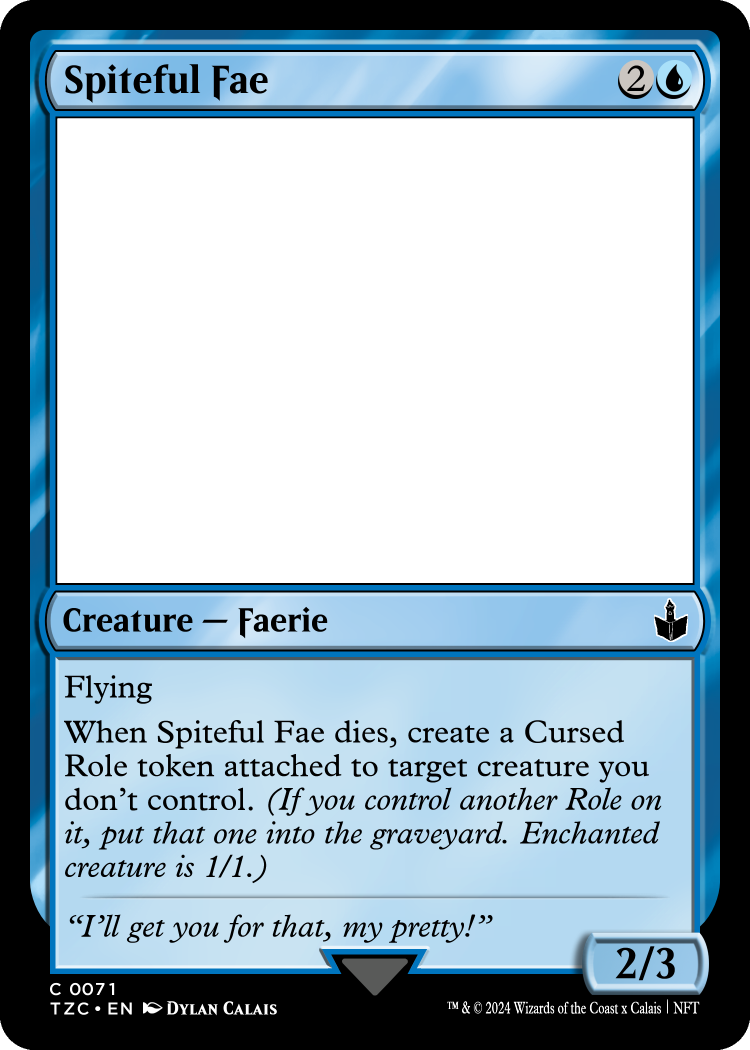 Spiteful Fae 2
Creature — Faerie
Flying
When Spiteful Fae dies, create a Cursed
Role token attached to target creature you
don't control. (If you control another Role on
it, put that one into the graveyard. Enchanted
creature is 1/1.)
“I'll get you for that, my pretty!”
2/3
C 0071
TZC • EN Dylan Calais
™ & © 2024 Wizards of the Coast x Calais | NFT